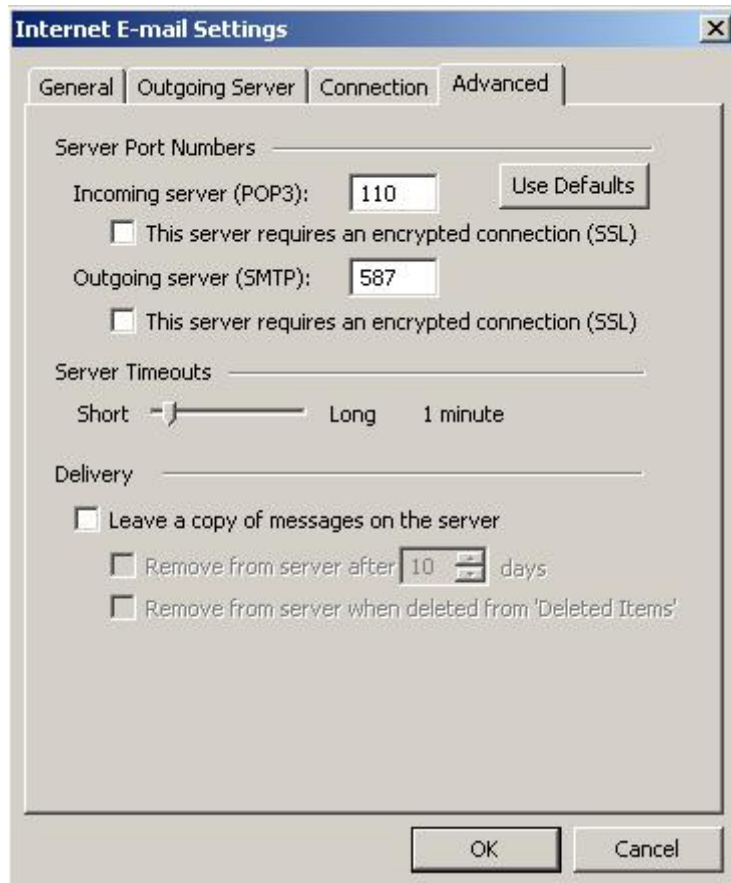 Internet E-mail Settings
General Outgoing Server Connection Advanced
Server Port Numbers
Incoming server (POP3): 110 Use Defaults
This server requires an encrypted connection (SSL)
Outgoing server (SMTP): 587
This server requires an encrypted connection (SSL)
Server Timeouts
Short Long 1 minute
Delivery
Leave a copy of messages on the server
Remove from server after 10 days
Remove from server when deleted from 'Deleted Items'
OK Cancel